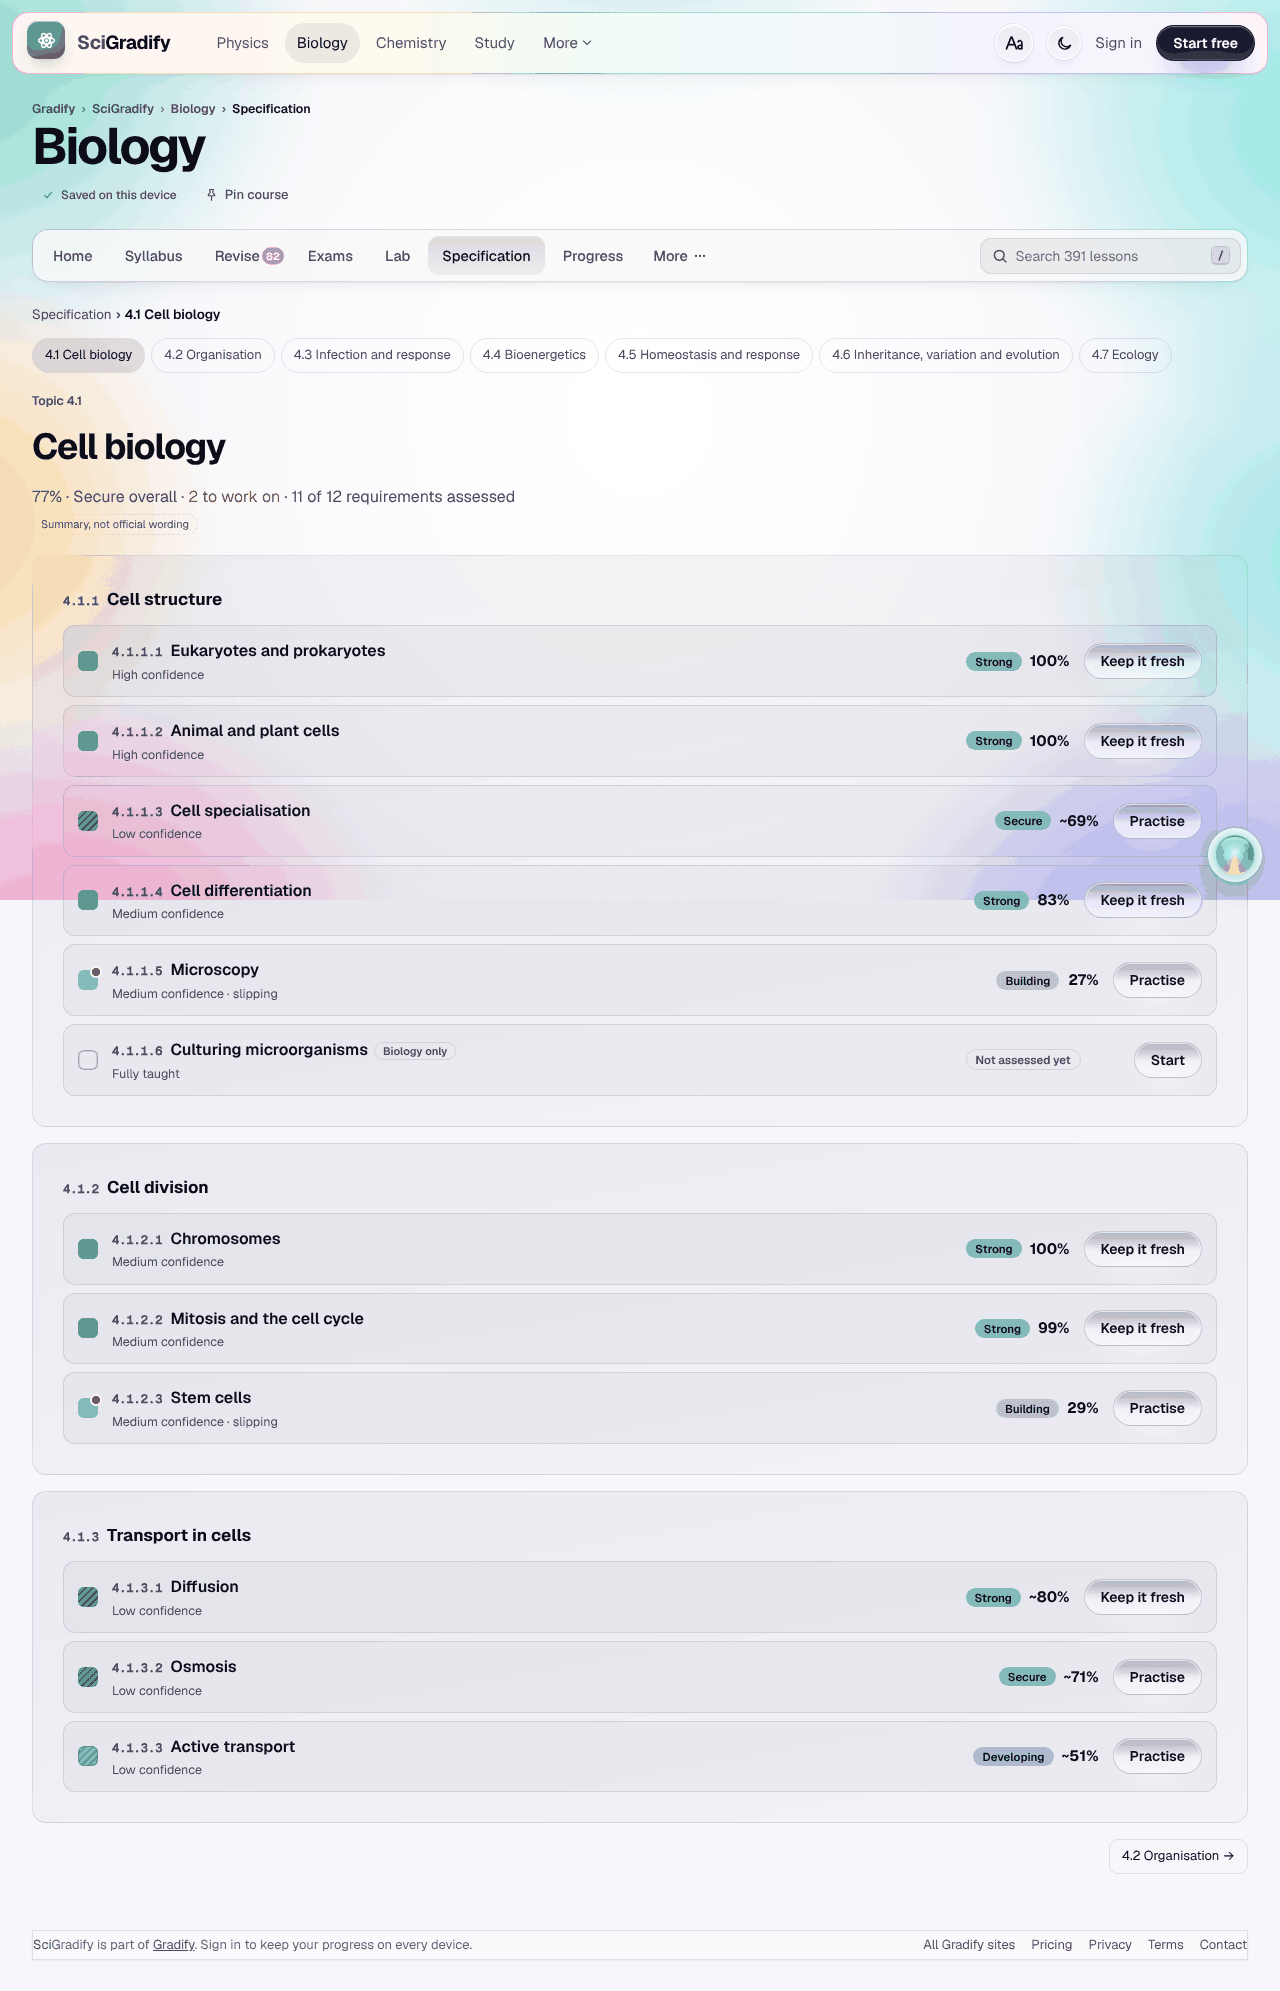 SciGradify
Physics
Biology
Chemistry
Study
More
Aa
Sign in
Start free
Gradify › SciGradify › Biology › Specification
Biology
Saved on this device
Pin course
Home
Syllabus
Revise 82
Exams
Lab
Specification
Progress
More ···
Search 391 lessons
/
Specification › 4.1 Cell biology
4.1 Cell biology
4.2 Organisation
4.3 Infection and response
4.4 Bioenergetics
4.5 Homeostasis and response
4.6 Inheritance, variation and evolution
4.7 Ecology
Topic 4.1
Cell biology
77% · Secure overall · 2 to work on · 11 of 12 requirements assessed
Summary, not official wording
4.1.1 Cell structure
4.1.1.1 Eukaryotes and prokaryotes
High confidence
Strong 100% Keep it fresh
4.1.1.2 Animal and plant cells
High confidence
Strong 100% Keep it fresh
4.1.1.3 Cell specialisation
Low confidence
Secure ~69% Practise
4.1.1.4 Cell differentiation
Medium confidence
Strong 83% Keep it fresh
4.1.1.5 Microscopy
Medium confidence · slipping
Building 27% Practise
4.1.1.6 Culturing microorganisms Biology only
Fully taught
Not assessed yet Start
4.1.2 Cell division
4.1.2.1 Chromosomes
Medium confidence
Strong 100% Keep it fresh
4.1.2.2 Mitosis and the cell cycle
Medium confidence
Strong 99% Keep it fresh
4.1.2.3 Stem cells
Medium confidence · slipping
Building 29% Practise
4.1.3 Transport in cells
4.1.3.1 Diffusion
Low confidence
Strong ~80% Keep it fresh
4.1.3.2 Osmosis
Low confidence
Secure ~71% Practise
4.1.3.3 Active transport
Low confidence
Developing ~51% Practise
4.2 Organisation →
SciGradify is part of Gradify. Sign in to keep your progress on every device.
All Gradify sites
Pricing
Privacy
Terms
Contact